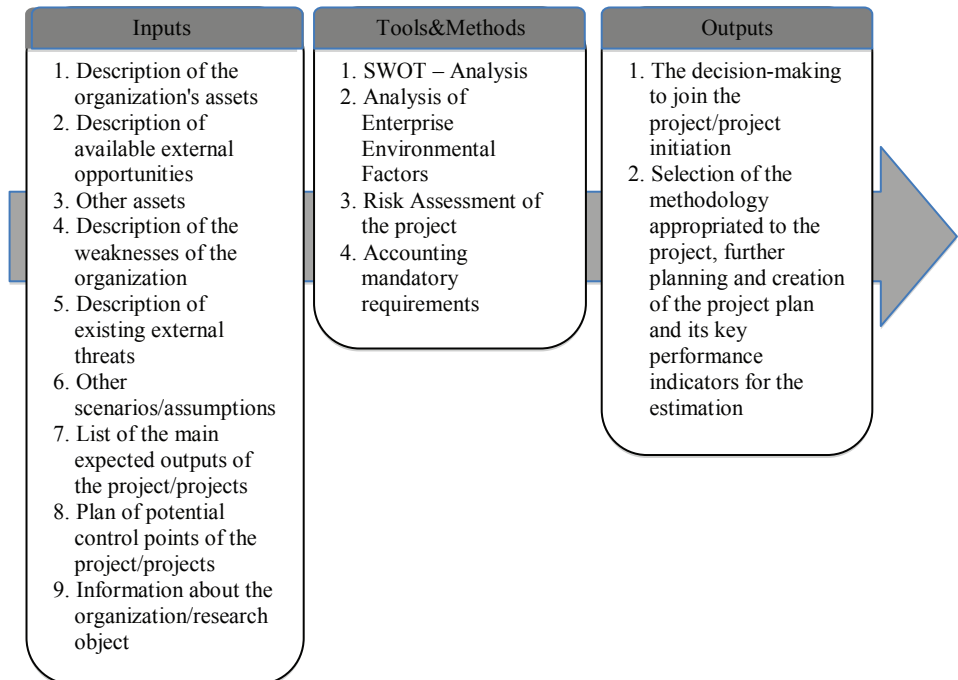 Inputs
1. Description of the
organization's assets
2. Description of
available external
opportunities
3. Other assets
4. Description of the
weaknesses of the
organization
5. Description of
existing external
threats
6. Other
scenarios/assumptions
7. List of the main
expected outputs of
the project/projects
8. Plan of potential
control points of the
project/projects
9. Information about the
organization/research
object
Tools&Methods
1. SWOT – Analysis
2. Analysis of
Enterprise
Environmental
Factors
3. Risk Assessment of
the project
4. Accounting
mandatory
requirements
Outputs
1. The decision-making
to join the
project/project
initiation
2. Selection of the
methodology
appropriated to the
project, further
planning and creation
of the project plan
and its key
performance
indicators for the
estimation